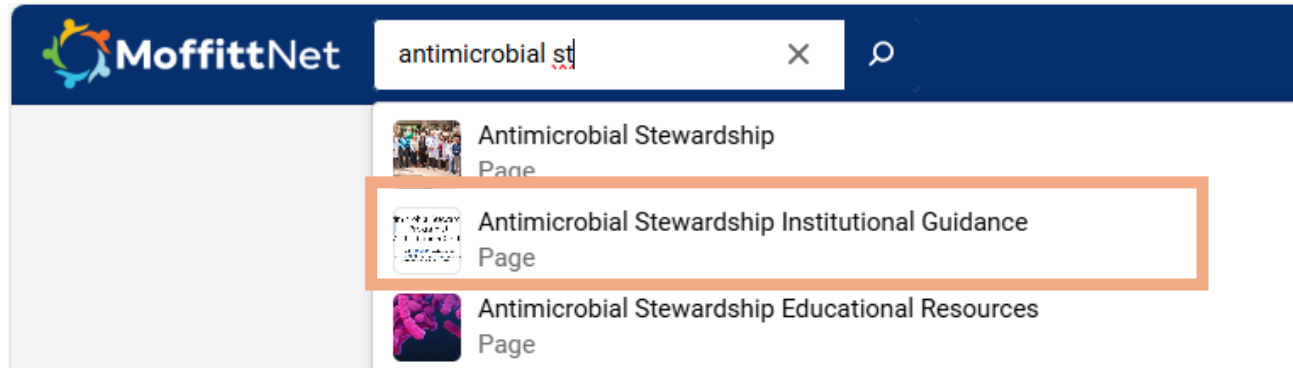 MoffittNet
antimicrobial st
Antimicrobial Stewardship
Page
Antimicrobial Stewardship Institutional Guidance
Page
Antimicrobial Stewardship Educational Resources
Page